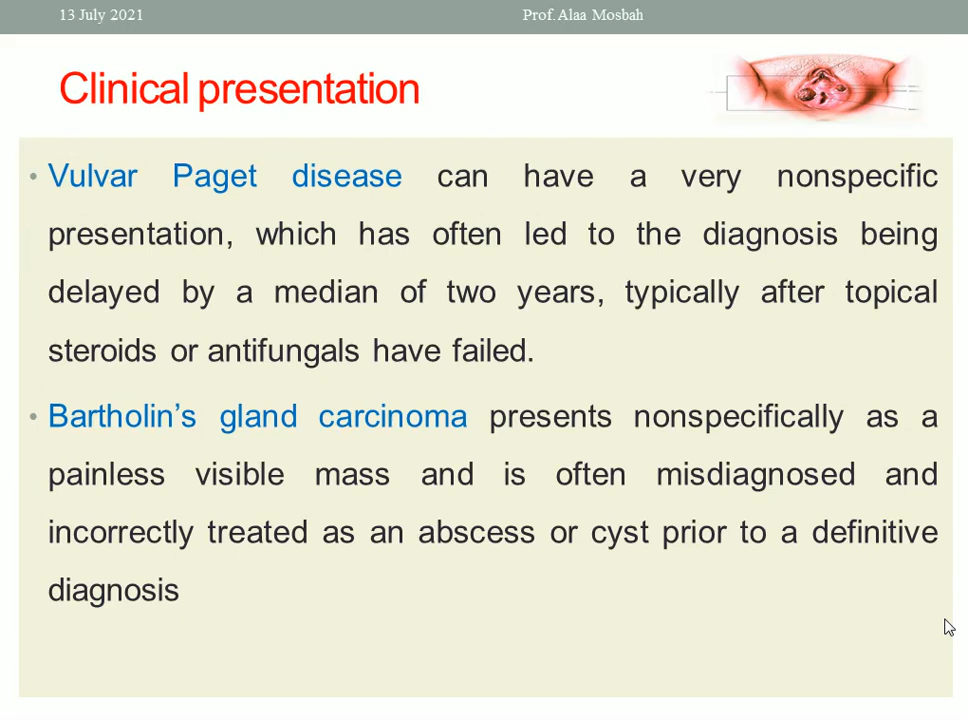 13 July 2021
Prof. Alaa Mosbah
Clinical presentation
• Vulvar Paget disease can have a very nonspecific
presentation, which has often led to the diagnosis being
delayed by a median of two years, typically after topical
steroids or antifungals have failed.
• Bartholin’s gland carcinoma presents nonspecifically as a
painless visible mass and is often misdiagnosed and
incorrectly treated as an abscess or cyst prior to a definitive
diagnosis